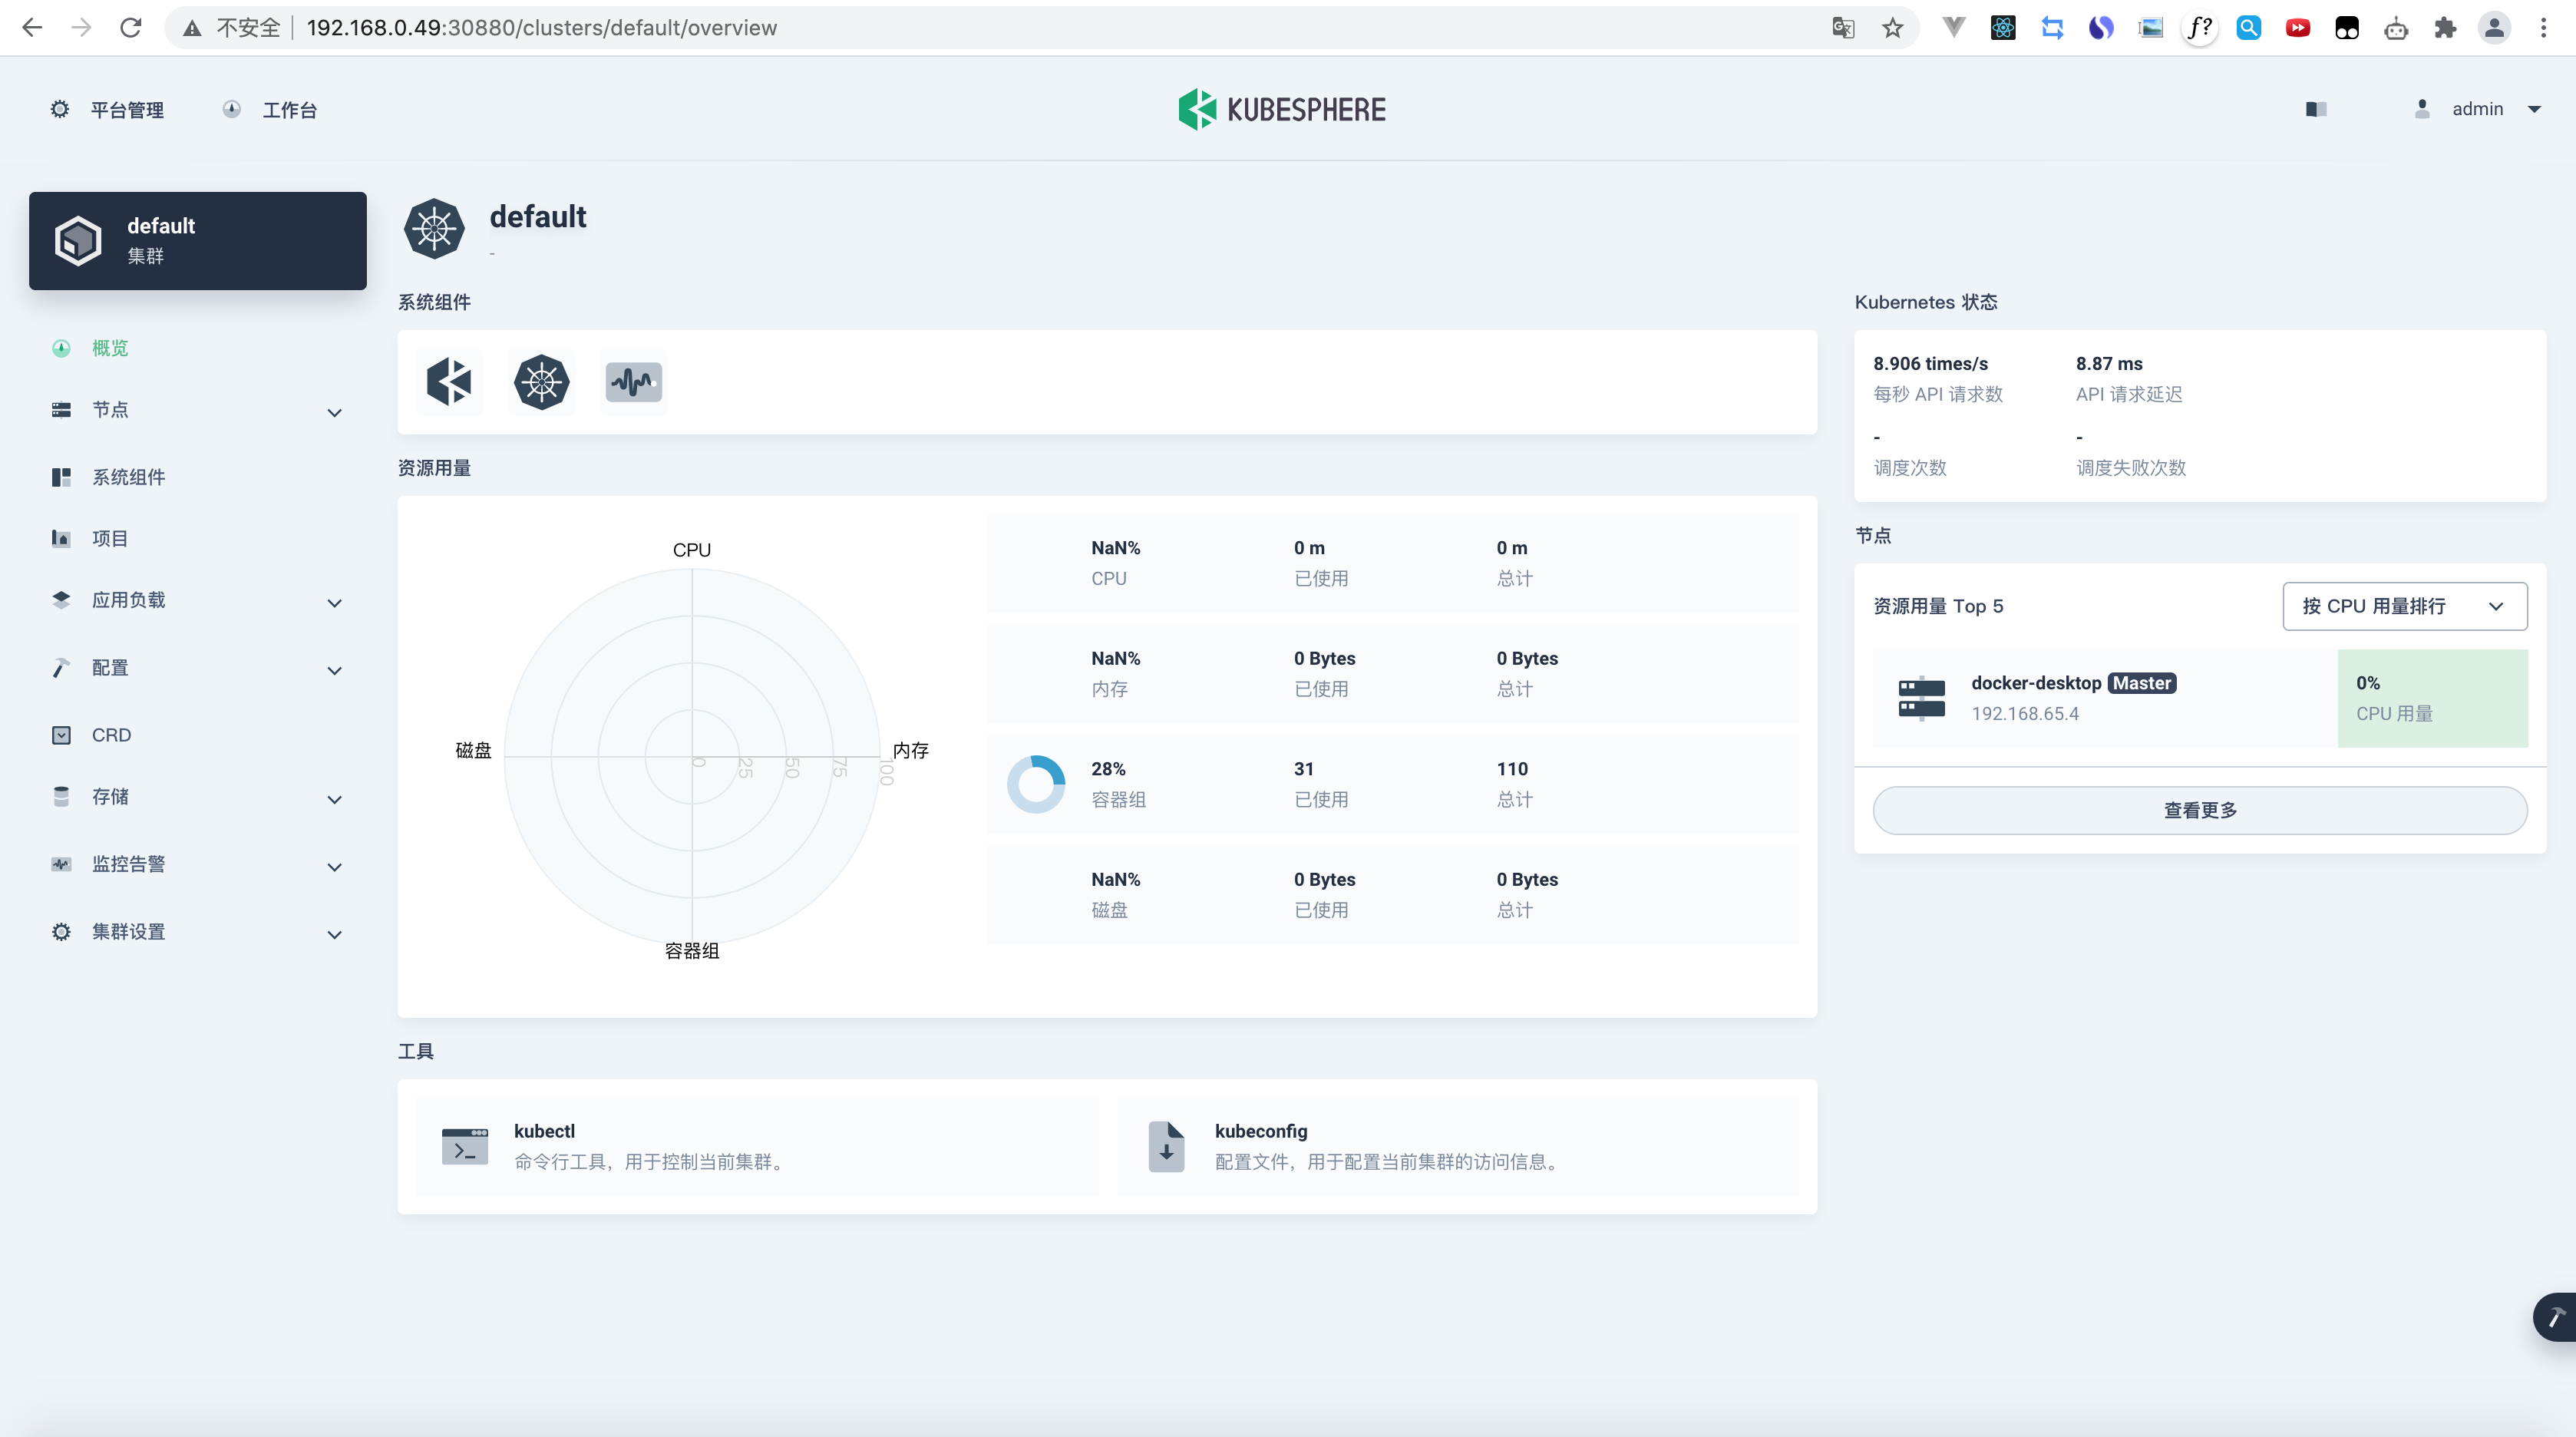 不安全 192.168.0.49:30880/clusters/default/overview
f?
平台管理 工作台 KUBESPHERE admin
default
集群
概览
节点
系统组件
项目
应用负载
配置
CRD
存储
监控告警
集群设置
default
-
系统组件
资源用量
CPU
磁盘
内存
容器组
0 25 50 75 100
NaN% 0 m 0 m
CPU 已使用 总计
NaN% 0 Bytes 0 Bytes
内存 已使用 总计
28% 31 110
容器组 已使用 总计
NaN% 0 Bytes 0 Bytes
磁盘 已使用 总计
工具
kubectl
命令行工具，用于控制当前集群。
kubeconfig
配置文件，用于配置当前集群的访问信息。
Kubernetes 状态
8.906 times/s 8.87 ms
每秒 API 请求数 API 请求延迟
- -
调度次数 调度失败次数
节点
资源用量 Top 5 按 CPU 用量排行
docker-desktop Master 0%
192.168.65.4 CPU 用量
查看更多